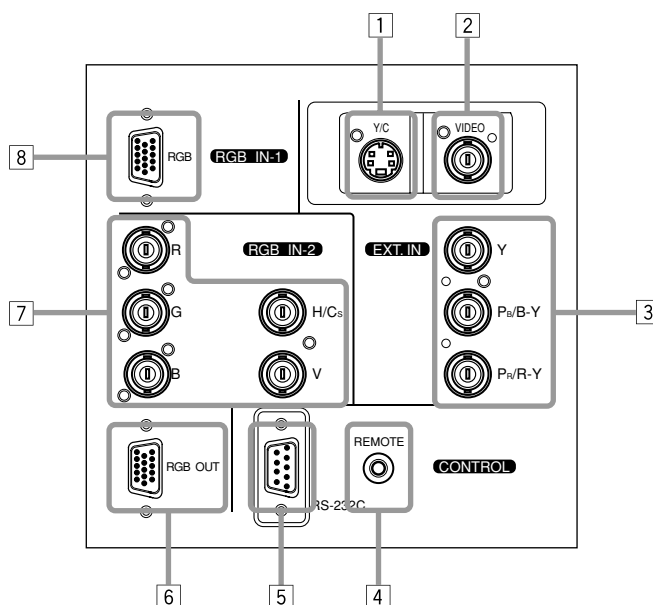 1 2
Y/C VIDEO
8 RGB RGB IN-1
R RGB IN-2 EXT. IN Y
7 G H/Cs PB/B-Y 3
B V PR/R-Y
RGB OUT RS-232C REMOTE CONTROL
6 5 4